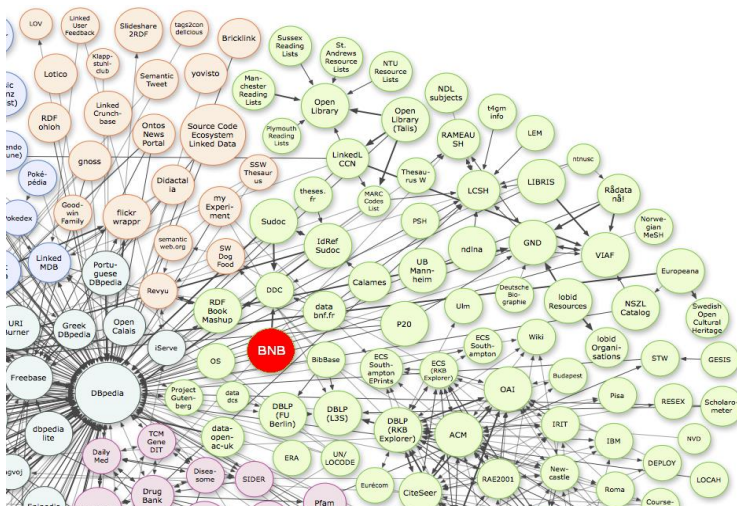 LOV
Linked
User
Feedback
Slideshare
2RDF
tags2con
delicious
Bricklink
Klapp-
stuhl-
club
Lotico
Semantic
Tweet
yovisto
RDF
ohloh
Linked
Crunch-
base
Ontos
News
Portal
Source Code
Ecosystem
Linked Data
gnoss
Didactal
ia
SSW
Thesaur
us
Poké-
pédia
Good-
win
Family
flickr
wrappr
my
Experi-
ment
Pokedex
semantic
web.org
SW
Dog
Food
Linked
MDB
Portu-
guese
DBpedia
Revyu
Sussex
Reading
Lists
St.
Andrews
Resource
Lists
NTU
Resource
Lists
Man-
chester
Reading
Lists
Open
Library
Open
Library
(Talis)
Plymouth
Reading
Lists
LinkedL
CCN
NDL
subjects
t4gm
info
RAMEAU
SH
LEM
Thesau-
rus W
theses.
fr
MARC
Codes
List
LCSH
LIBRIS
ntnusc
Rådata
nå!
Sudoc
IdRef
Sudoc
PSH
Norwe-
gian
MeSH
GND
VIAF
ndlna
UB
Mann-
heim
Europeana
DDC
Calames
Deutsche
Bio-
graphie
lobid
Resources
NSZL
Catalog
Swedish
Open
Cultural
Heritage
RDF
Book
Mashup
data
bnf.fr
Ulm
P20
URI
Burner
Greek
DBpedia
Open
Calais
iServe
BNB
ECS
South-
ampton
Wiki
lobid
Organi-
sations
OS
BibBase
ECS
South-
ampton
EPrints
ECS
(RKB
Explorer)
STW
GESIS
Freebase
DBpedia
Project
Guten-
berg
data
dcs
OAI
Budapest
Pisa
RESEX
Scholaro-
meter
DBLP
(FU
Berlin)
DBLP
(L3S)
DBLP
(RKB
Explorer)
ACM
IRIT
dbpedia
lite
data-
open-
ac-uk
IBM
NVD
TCM
Gene
DIT
Daily
Med
ERA
UN/
LOCODE
DEPLOY
Disea-
some
SIDER
Eurécom
RAE2001
New-
castle
LOCAH
Drug
Bank
Pfam
CiteSeer
Roma
Course-